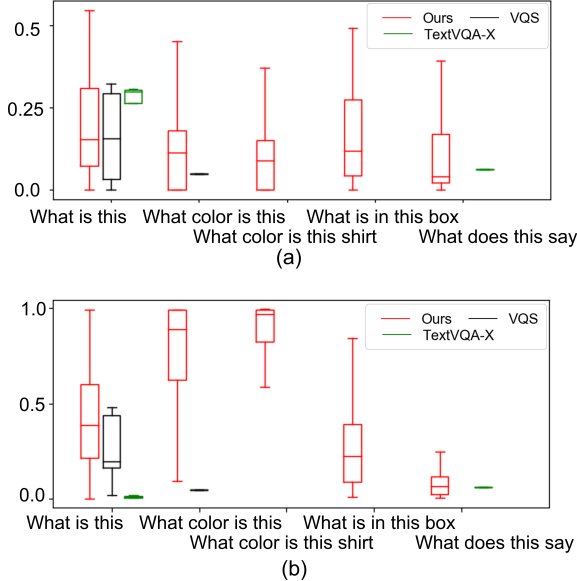 Ours VQS
TextVQA-X
0.5
0.25
0.0
What is this What color is this What is in this box
What color is this shirt What does this say
(a)
Ours VQS
TextVQA-X
1.0
0.5
0.0
What is this What color is this What is in this box
What color is this shirt What does this say
(b)